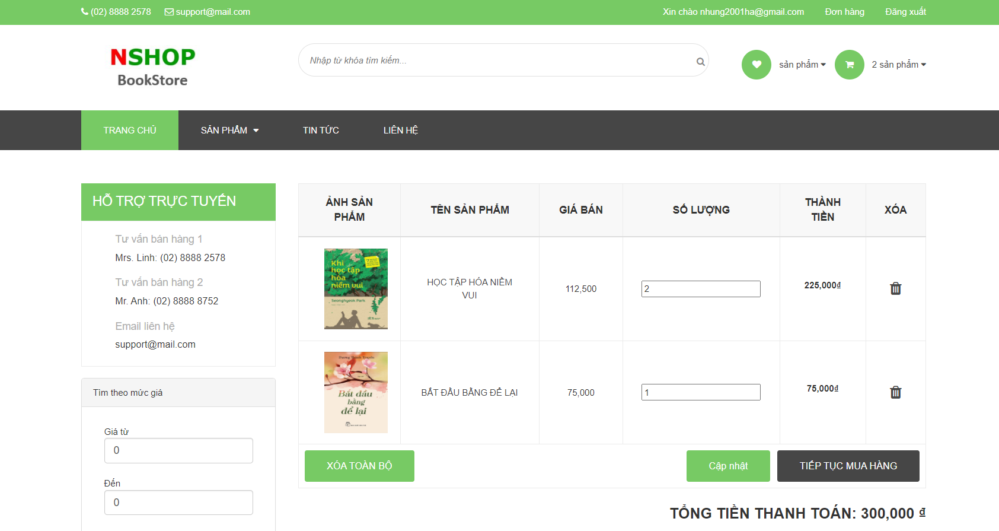 (02) 8888 2578 support@mail.com Xin chào nhung2001ha@gmail.com Đơn hàng Đăng xuất
NSHOP
BookStore
Nhập từ khóa tìm kiếm...
sản phẩm 2 sản phẩm
TRANG CHỦ SẢN PHẨM TIN TỨC LIÊN HỆ
HỖ TRỢ TRỰC TUYẾN
Tư vấn bán hàng 1
Mrs. Linh: (02) 8888 2578
Tư vấn bán hàng 2
Mr. Anh: (02) 8888 8752
Email liên hệ
support@mail.com
Tìm theo mức giá
Giá từ
0
Đến
0
ẢNH SẢN
PHẨM
TÊN SẢN PHẨM
GIÁ BÁN
SỐ LƯỢNG
THÀNH
TIỀN
XÓA
Khi
học tập
hóa
niềm vui
Seonghyeok Park
HỌC TẬP HÓA NIỀM
VUI
112,500
2
225,000₫
Bắt đầu
bằng
để lại
BẮT ĐẦU BẰNG ĐỂ LẠI
75,000
1
75,000₫
XÓA TOÀN BỘ Cập nhật TIẾP TỤC MUA HÀNG
TỔNG TIỀN THANH TOÁN: 300,000 ₫